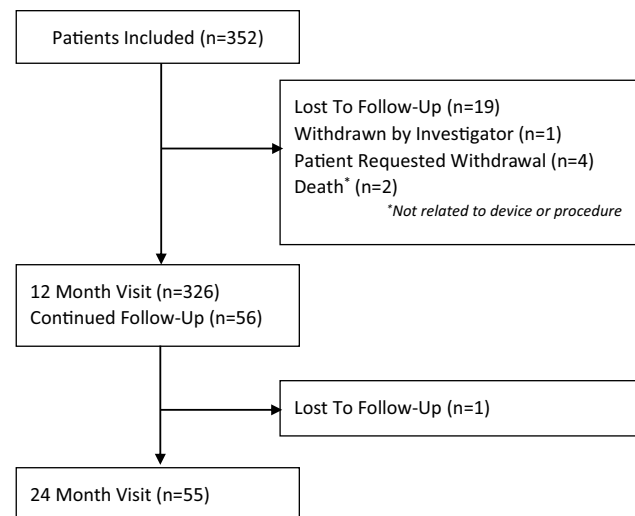 Patients Included (n=352)
Lost To Follow-Up (n=19)
Withdrawn by Investigator (n=1)
Patient Requested Withdrawal (n=4)
Death* (n=2)
*Not related to device or procedure
12 Month Visit (n=326)
Continued Follow-Up (n=56)
Lost To Follow-Up (n=1)
24 Month Visit (n=55)